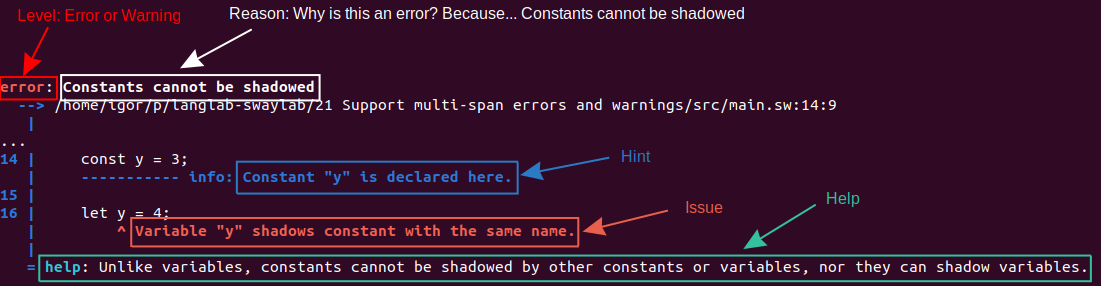 Level: Error or Warning
Reason: Why is this an error? Because... Constants cannot be shadowed
error: Constants cannot be shadowed
--> /home/igor/p/langlab-swaylab/21 Support multi-span errors and warnings/src/main.sw:14:9
|
...
14 | const y = 3;
| ----------- info: Constant "y" is declared here.
Hint
15 |
16 | let y = 4;
| ^ Variable "y" shadows constant with the same name.
Issue
|
Help
= help: Unlike variables, constants cannot be shadowed by other constants or variables, nor they can shadow variables.